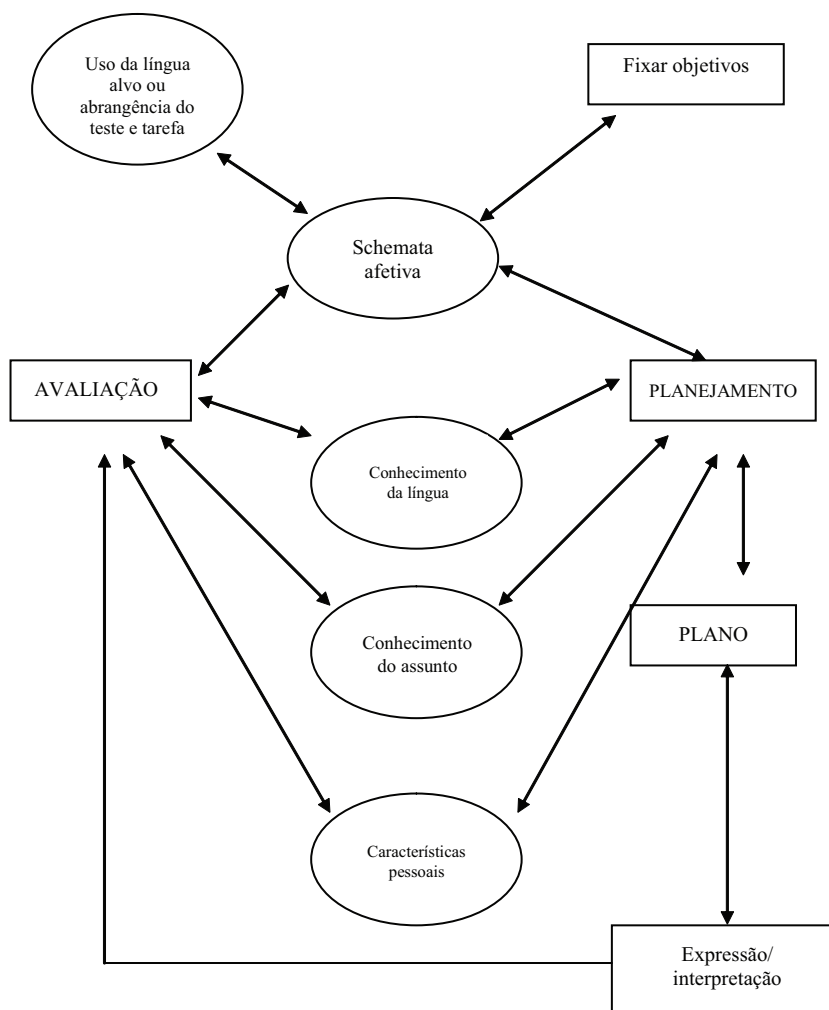 Uso da língua
alvo ou
abrangência do
teste e tarefa
Fixar objetivos
Schemata
afetiva
AVALIAÇÃO
PLANEJAMENTO
Conhecimento
da língua
Conhecimento
do assunto
PLANO
Características
pessoais
Expressão/
interpretação